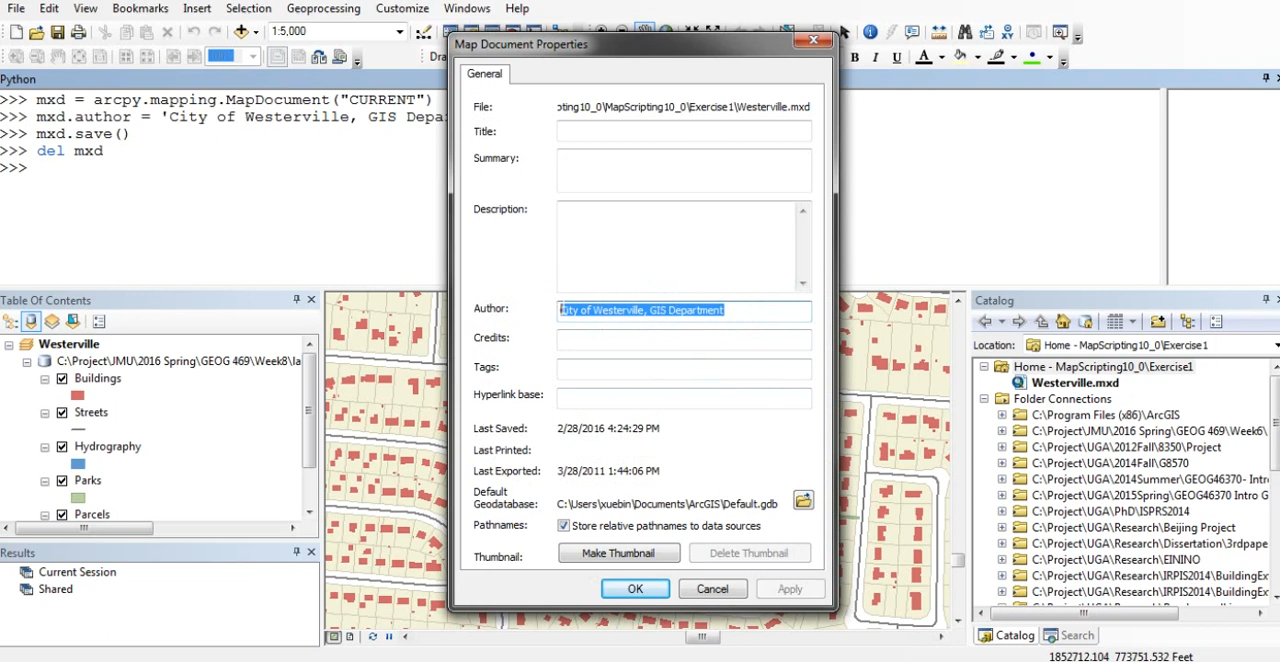 File Edit View Bookmarks Insert Selection Geoprocessing Customize Windows Help
1:5,000
B I U A
Python
>>> mxd = arcpy.mapping.MapDocument("CURRENT")
>>> mxd.author = 'City of Westerville, GIS Depa
>>> mxd.save()
>>> del mxd
>>>
Map Document Properties
General
File: pting10_0\MapScripting10_0\Exercise1\Westerville.mxd
Title:
Summary:
Description:
Author: City of Westerville, GIS Department
Credits:
Tags:
Hyperlink base:
Last Saved: 2/28/2016 4:24:29 PM
Last Printed:
Last Exported: 3/28/2011 1:44:06 PM
Default
Geodatabase: C:\Users\xuebin\Documents\ArcGIS\Default.gdb
Pathnames: Store relative pathnames to data sources
Thumbnail: Make Thumbnail Delete Thumbnail
OK Cancel Apply
Table Of Contents
Westerville
C:\Project\JMU\2016 Spring\GEOG 469\Week8\la
Buildings
Streets
Hydrography
Parks
Parcels
Results
Current Session
Shared
Catalog
Location: Home - MapScripting10_0\Exercise1
Home - MapScripting10_0\Exercise1
Westerville.mxd
Folder Connections
C:\Program Files (x86)\ArcGIS
C:\Project\JMU\2016 Spring\GEOG 469\Week6\
C:\Project\UGA\2012Fall\8350\Project
C:\Project\UGA\2014Fall\G8570
C:\Project\UGA\2014Summer\GEOG46370- Int
C:\Project\UGA\2015Spring\GEOG46370 Intro G
C:\Project\UGA\PhD\ISPRS2014
C:\Project\UGA\Research\Beijing Project
C:\Project\UGA\Research\Dissertation\3rdpape
C:\Project\UGA\Research\EININO
C:\Project\UGA\Research\IRPIS2014\BuildingEx
Catalog Search
1852712.104 773751.532 Feet